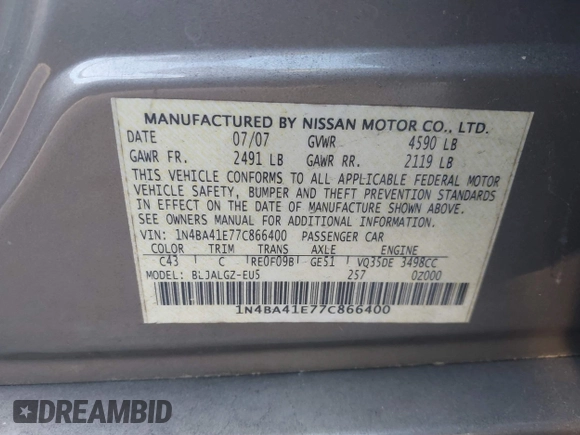 MANUFACTURED BY NISSAN MOTOR CO., LTD.
DATE 07/07 GVWR 4590 LB
GAWR FR. 2491 LB GAWR RR. 2119 LB
THIS VEHICLE CONFORMS TO ALL APPLICABLE FEDERAL MOTOR
VEHICLE SAFETY, BUMPER AND THEFT PREVENTION STANDARDS
IN EFFECT ON THE DATE OF MANUFACTURE SHOWN ABOVE.
SEE OWNERS MANUAL FOR ADDITIONAL INFORMATION.
VIN: 1N4BA41E77C866400 PASSENGER CAR
COLOR TRIM TRANS AXLE ENGINE
C43 C RE0F09B GE51 VQ35DE 3498CC
MODEL: BLJALGZ-EU5 257 0Z000
1N4BA41E77C866400
DREAMBID